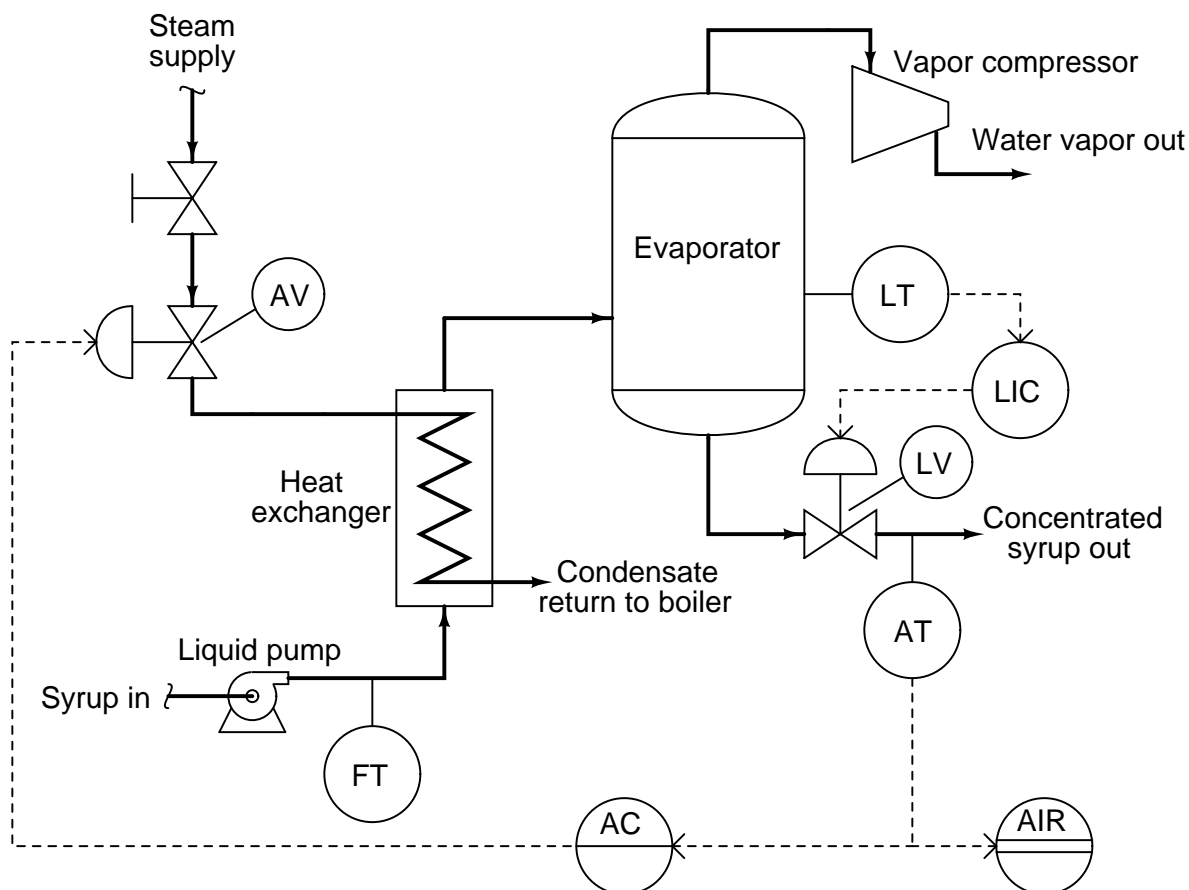 Steam
supply
Vapor compressor
Water vapor out
Evaporator
AV
LT
LIC
LV
Heat
exchanger
Concentrated
syrup out
Condensate
return to boiler
AT
Liquid pump
Syrup in
FT
AC
AIR